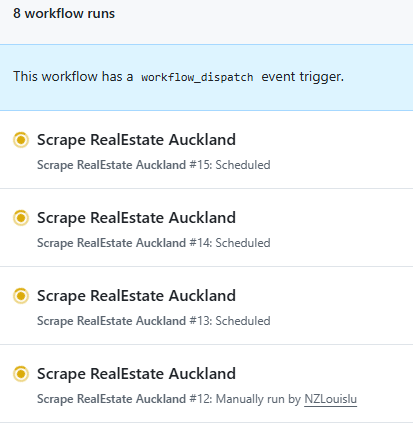 8 workflow runs
This workflow has a workflow_dispatch event trigger.
Scrape RealEstate Auckland
Scrape RealEstate Auckland #15: Scheduled
Scrape RealEstate Auckland
Scrape RealEstate Auckland #14: Scheduled
Scrape RealEstate Auckland
Scrape RealEstate Auckland #13: Scheduled
Scrape RealEstate Auckland
Scrape RealEstate Auckland #12: Manually run by NZLouislu